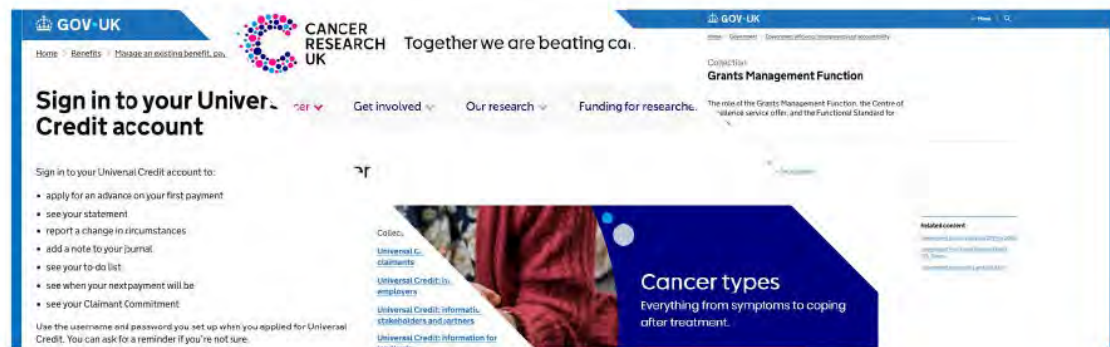 GOV·UK
Home > Benefits > Manage an existing benefit,
Sign in to your Univer
Credit account
Sign in to your Universal Credit account to:
• apply for an advance on your first payment
• see your statement
• report a change in circumstances
• add a note to your journal
• see your to-do list
• see when your next payment will be
• see your Claimant Commitment
Use the username and password you set up when you applied for Universal
Credit. You can ask for a reminder if you're not sure.
CANCER
RESEARCH
UK
Together we are beating
Get involved
Our research
Funding for researche
er
Universal
claimants
Universal Credit:
employers
Universal Credit:
stakeholders and partners
Universal Credit: information for
Cancer types
Everything from symptoms to coping
after treatment.
GOV·UK
Menu
Home > Government >
Collection
Grants Management Function
The role of the Grants Management Function, the Centre of
service offer, and the Functional Standard for
Related content